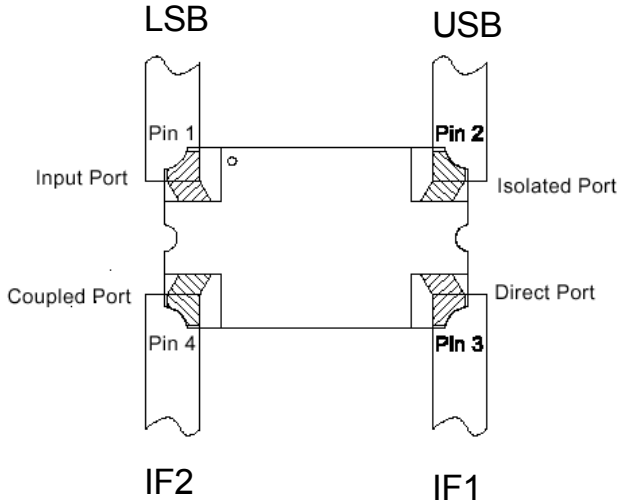 LSB
USB
Pin 1
Pin 2
Input Port
Isolated Port
Coupled Port
Direct Port
Pin 4
Pin 3
IF2
IF1